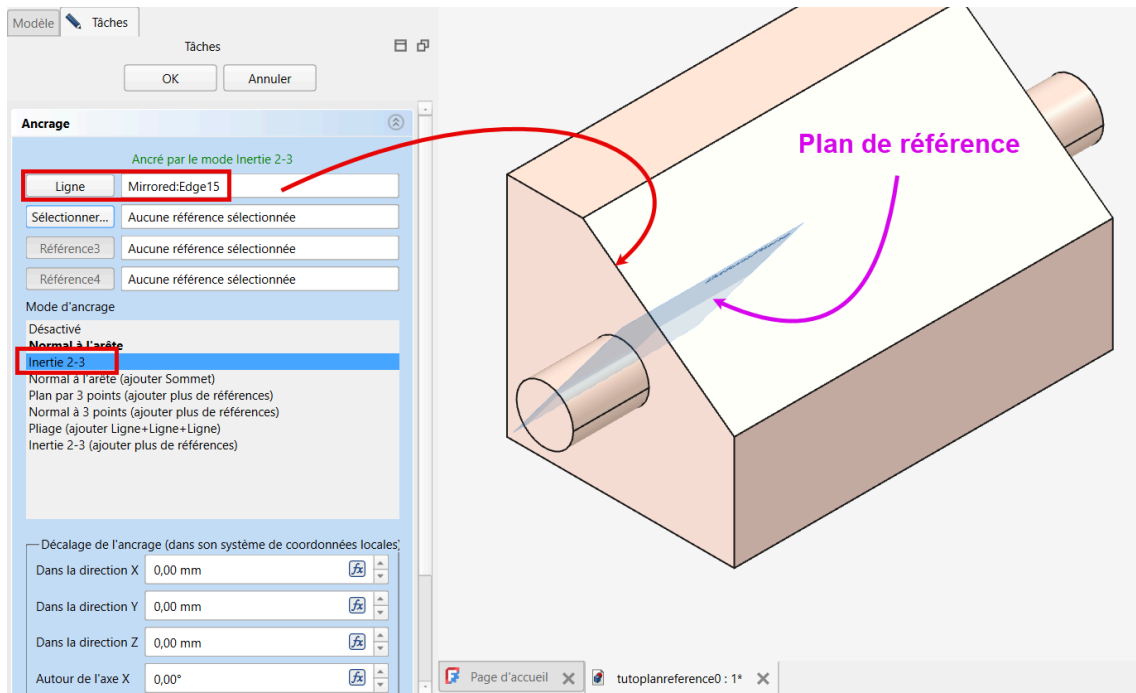 Modèle Tâches
Tâches
OK Annuler
Ancrage
Ancré par le mode Inertie 2-3
Ligne Mirrored:Edge15
Sélectionner... Aucune référence sélectionnée
Référence3 Aucune référence sélectionnée
Référence4 Aucune référence sélectionnée
Mode d'ancrage
Désactivé
Normal à l'arête
Inertie 2-3
Normal à l'arête (ajouter Sommet)
Plan par 3 points (ajouter plus de références)
Normal à 3 points (ajouter plus de références)
Pliage (ajouter Ligne+Ligne+Ligne)
Inertie 2-3 (ajouter plus de références)
Décalage de l'ancrage (dans son système de coordonnées locales)
Dans la direction X 0,00 mm fx
Dans la direction Y 0,00 mm fx
Dans la direction Z 0,00 mm fx
Autour de l'axe X 0,00° fx
Plan de référence
Page d'accueil tutoplanreference0 : 1*